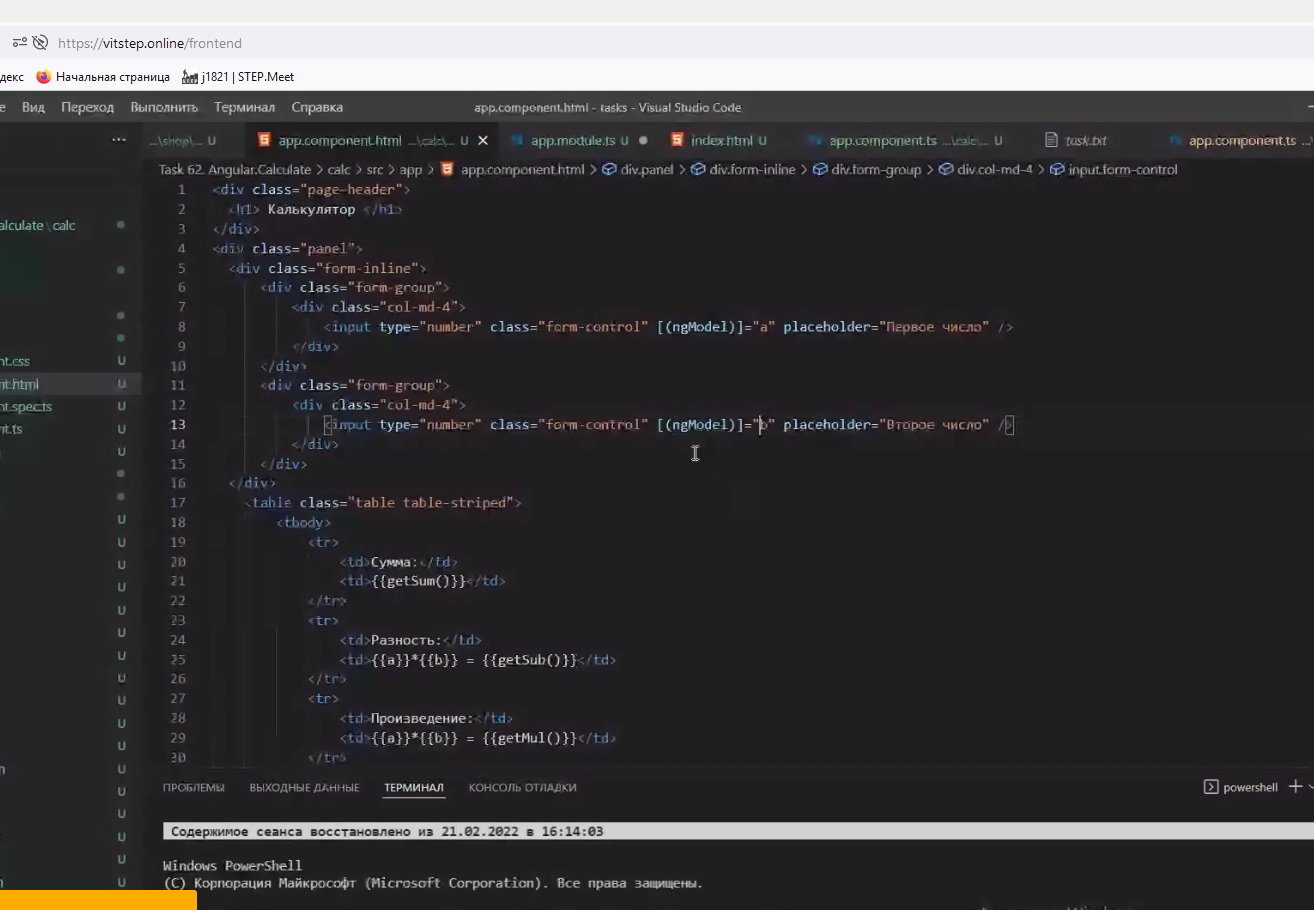 https://vitstep.online/frontend
декс Начальная страница j1821 | STEP.Meet
е Вид Переход Выполнить Терминал Справка app.component.html - tasks - Visual Studio Code
... ...\shop\... U app.component.html ...\calc\... U app.module.ts U index.html U app.component.ts ...\calc\... U task.txt app.component.ts ...\
Task 62. Angular.Calculate > calc > src > app > app.component.html > div.panel > div.form-inline > div.form-group > div.col-md-4 > input.form-control
alculate\calc
nt.css U
nt.html U
nt.spec.ts U
nt.ts U
1 <div class="page-header">
2 <h1> Калькулятор </h1>
3 </div>
4 <div class="panel">
5 <div class="form-inline">
6 <div class="form-group">
7 <div class="col-md-4">
8 <input type="number" class="form-control" [(ngModel)]="a" placeholder="Первое число" />
9 </div>
10 </div>
11 <div class="form-group">
12 <div class="col-md-4">
13 <input type="number" class="form-control" [(ngModel)]="b" placeholder="Второе число" />
14 </div>
15 </div>
16 </div>
17 <table class="table table-striped">
18 <tbody>
19 <tr>
20 <td>Сумма:</td>
21 <td>{{getSum()}}</td>
22 </tr>
23 <tr>
24 <td>Разность:</td>
25 <td>{{a}}*{{b}} = {{getSub()}}</td>
26 </tr>
27 <tr>
28 <td>Произведение:</td>
29 <td>{{a}}*{{b}} = {{getMul()}}</td>
30 </tr>
ПРОБЛЕМЫ ВЫХОДНЫЕ ДАННЫЕ ТЕРМИНАЛ КОНСОЛЬ ОТЛАДКИ powershell
Содержимое сеанса восстановлено из 21.02.2022 в 16:14:03
Windows PowerShell
(C) Корпорация Майкрософт (Microsoft Corporation). Все права защищены.